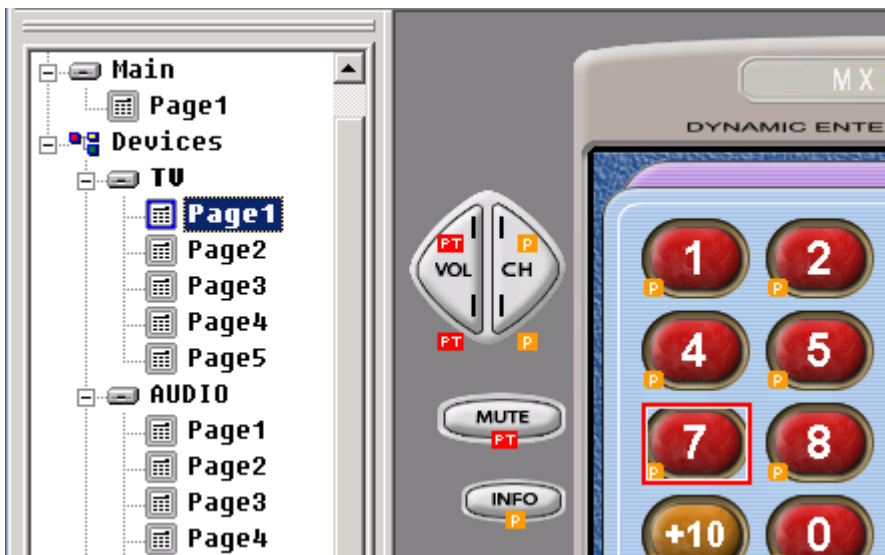 Main
Page1
Devices
TV
Page1
Page2
Page3
Page4
Page5
AUDIO
Page1
Page2
Page3
Page4
MX
DYNAMIC ENTE
PT P
VOL CH
PT P
MUTE
PT
INFO
P
1 2
P P
4 5
P P
7 8
P P
+10 0